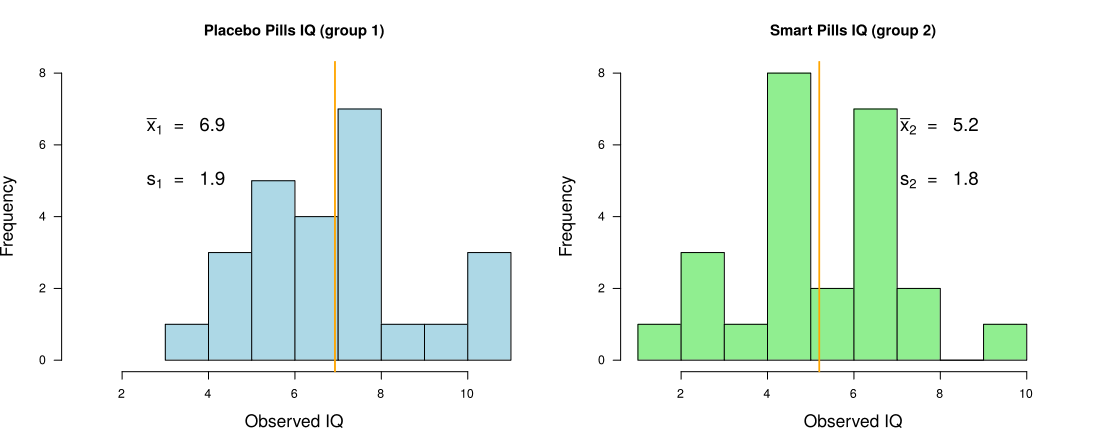 Placebo Pills IQ (group 1)
x̅₁ = 6.9
s₁ = 1.9
Frequency
0
2
4
6
8
2
4
6
8
10
Observed IQ
Smart Pills IQ (group 2)
x̅₂ = 5.2
s₂ = 1.8
Frequency
0
2
4
6
8
2
4
6
8
10
Observed IQ